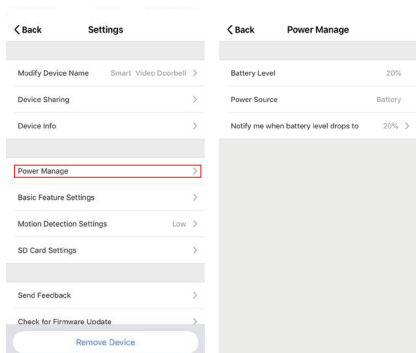 Back Settings
Modify Device Name Smart Video Doorbell
Device Sharing
Device Info
Power Manage
Basic Feature Settings
Motion Detection Settings Low
SD Card Settings
Send Feedback
Check for Firmware Update
Remove Device
Back Power Manage
Battery Level 20%
Power Source Battery
Notify me when battery level drops to 20%